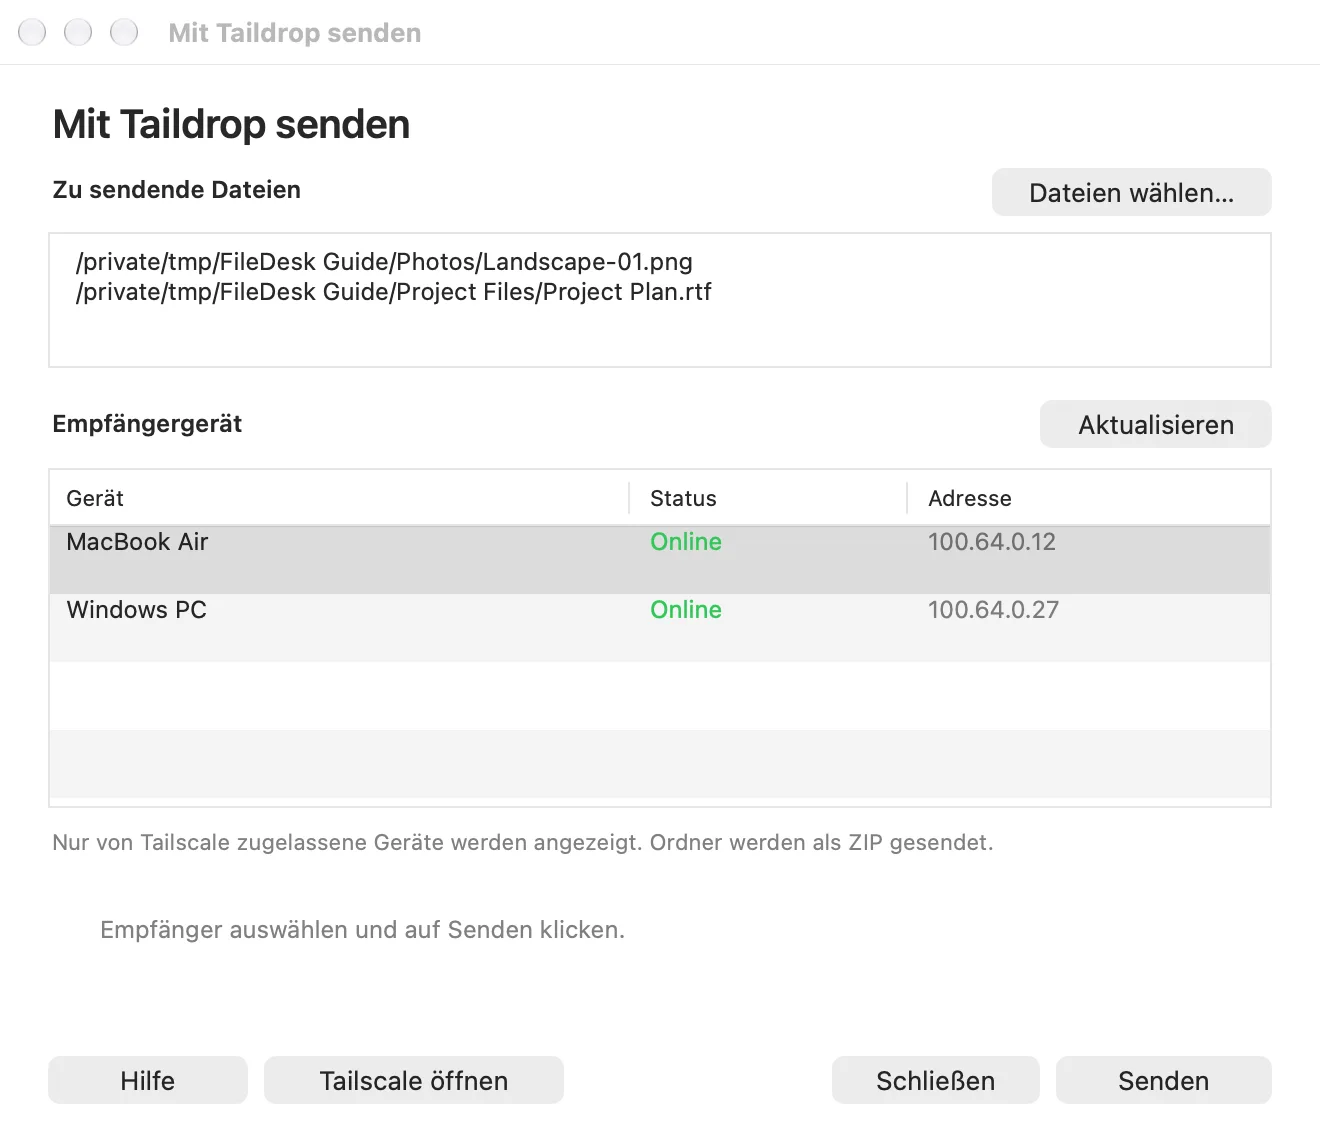 Mit Taildrop senden
Mit Taildrop senden
Zu sendende Dateien
Dateien wählen...
/private/tmp/FileDesk Guide/Photos/Landscape-01.png
/private/tmp/FileDesk Guide/Project Files/Project Plan.rtf
Empfängergerät
Aktualisieren
Gerät Status Adresse
MacBook Air Online 100.64.0.12
Windows PC Online 100.64.0.27
Nur von Tailscale zugelassene Geräte werden angezeigt. Ordner werden als ZIP gesendet.
Empfänger auswählen und auf Senden klicken.
Hilfe Tailscale öffnen Schließen Senden